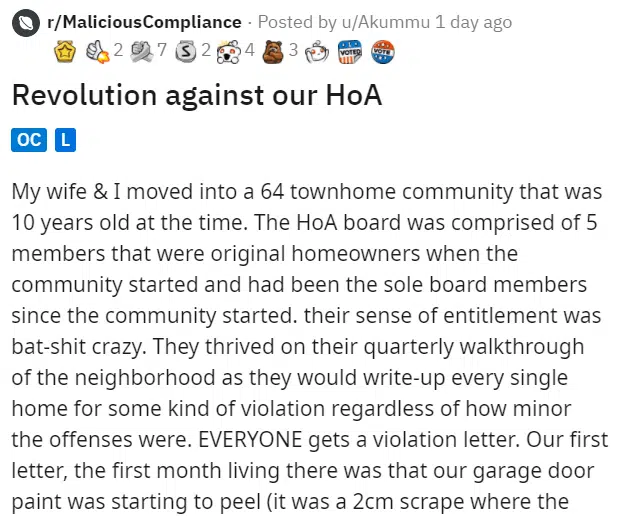 r/MaliciousCompliance · Posted by u/Akummu 1 day ago
2 7 S 2 4 3 VOTED VOTE
Revolution against our HoA
OC L
My wife & I moved into a 64 townhome community that was
10 years old at the time. The HoA board was comprised of 5
members that were original homeowners when the
community started and had been the sole board members
since the community started. their sense of entitlement was
bat-shit crazy. They thrived on their quarterly walkthrough
of the neighborhood as they would write-up every single
home for some kind of violation regardless of how minor
the offenses were. EVERYONE gets a violation letter. Our first
letter, the first month living there was that our garage door
paint was starting to peel (it was a 2cm scrape where the